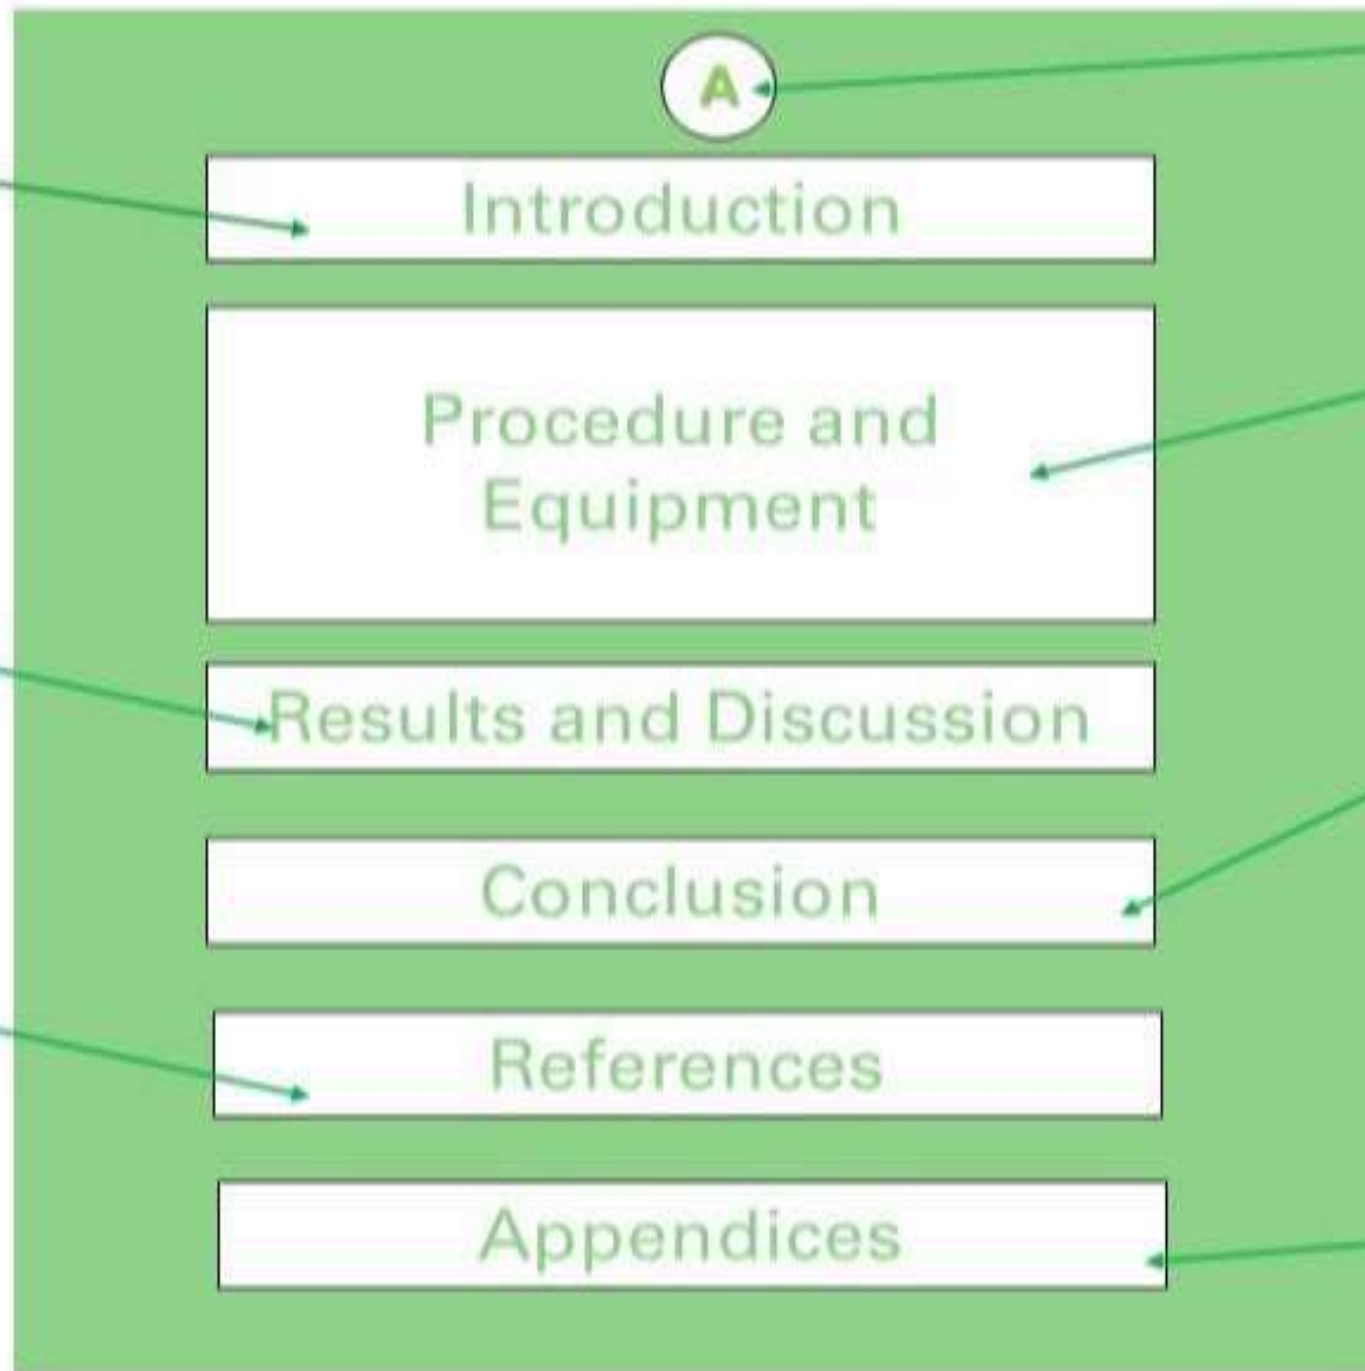 A
Introduction
Procedure and
Equipment
Results and Discussion
Conclusion
References
Appendices